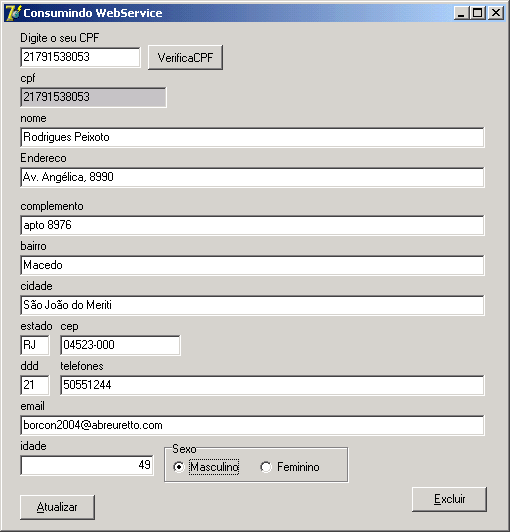 Consumindo WebService
Digite o seu CPF
21791538053 VerificaCPF
cpf
21791538053
nome
Rodrigues Peixoto
Endereco
Av. Angélica, 8990
complemento
apto 8976
bairro
Macedo
cidade
São João do Meriti
estado cep
RJ 04523-000
ddd telefones
21 50551244
email
borcon2004@abreuretto.com
idade Sexo
49 Masculino Feminino
Atualizar Excluir